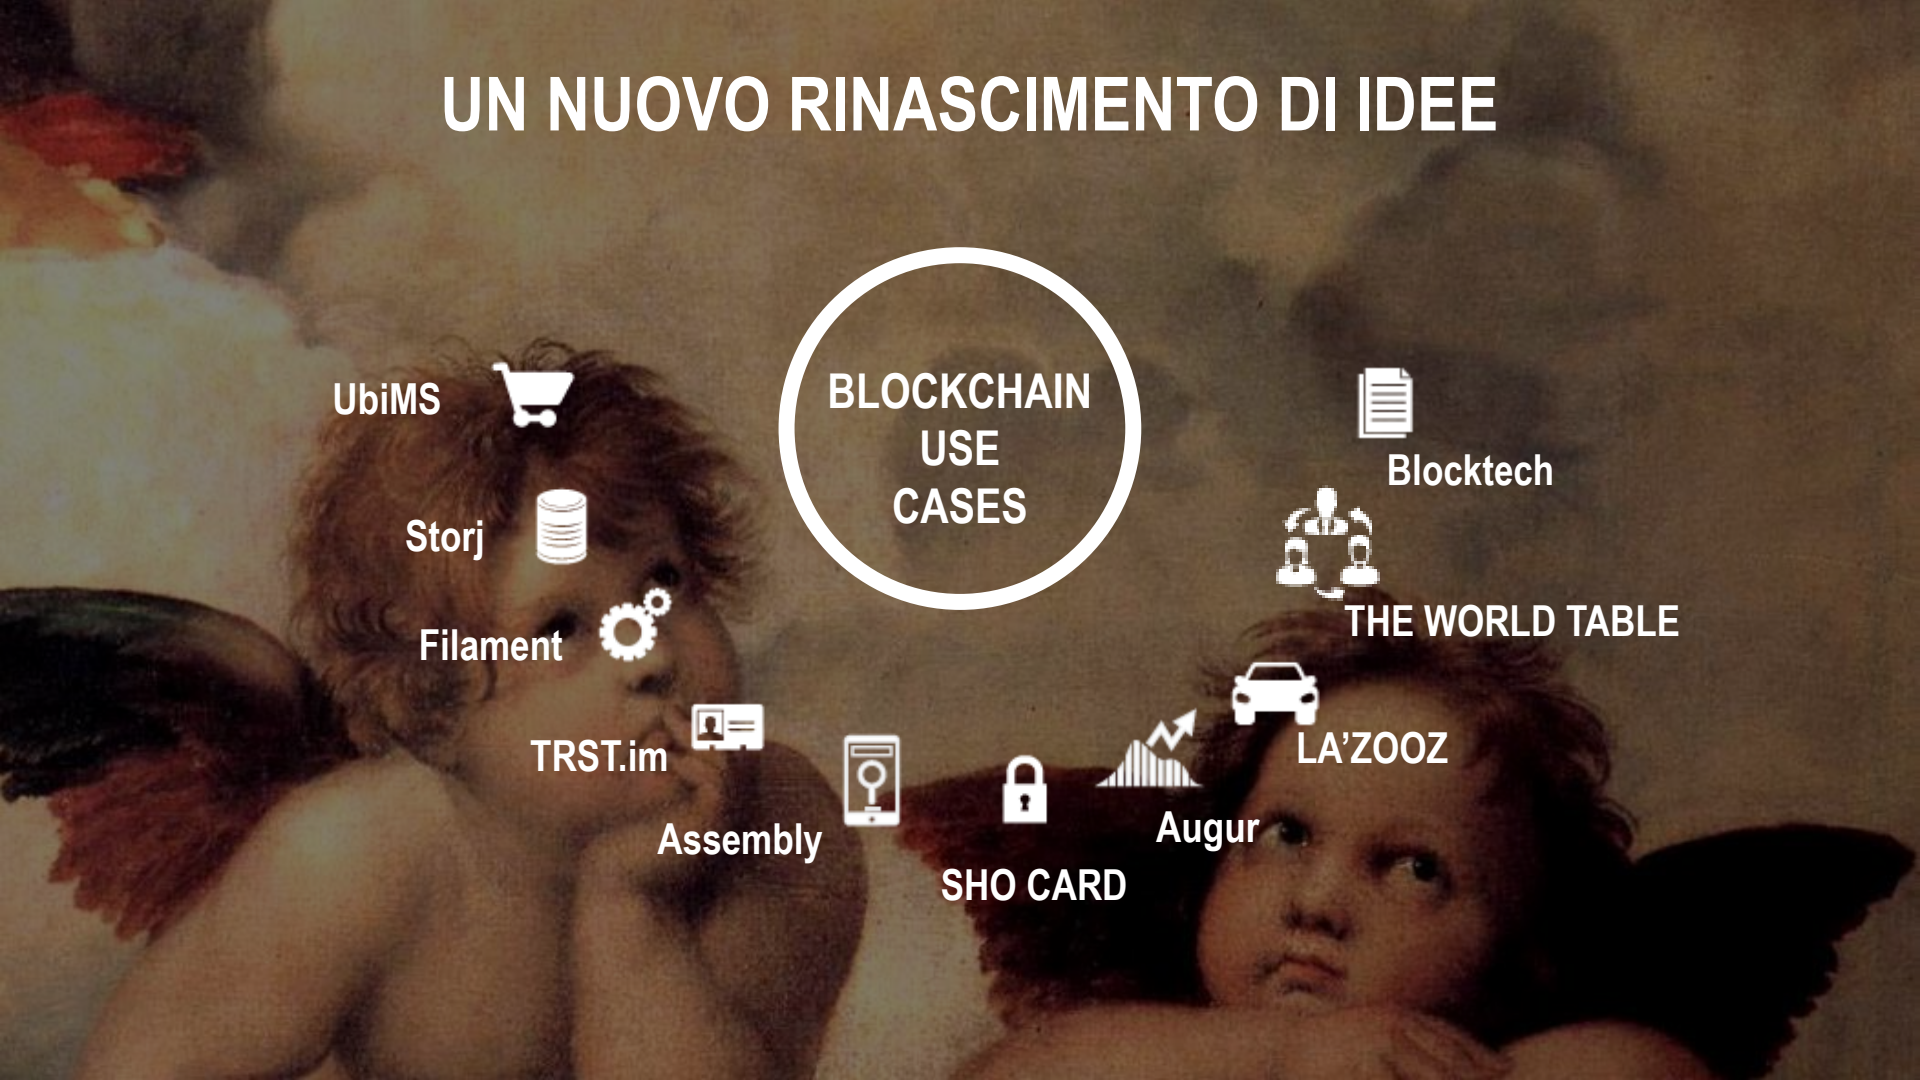 UN NUOVO RINASCIMENTO DI IDEE
BLOCKCHAIN
USE
CASES
UbiMS
Storj
Filament
TRST.im
Assembly
SHO CARD
Augur
LA’ZOOZ
THE WORLD TABLE
Blocktech